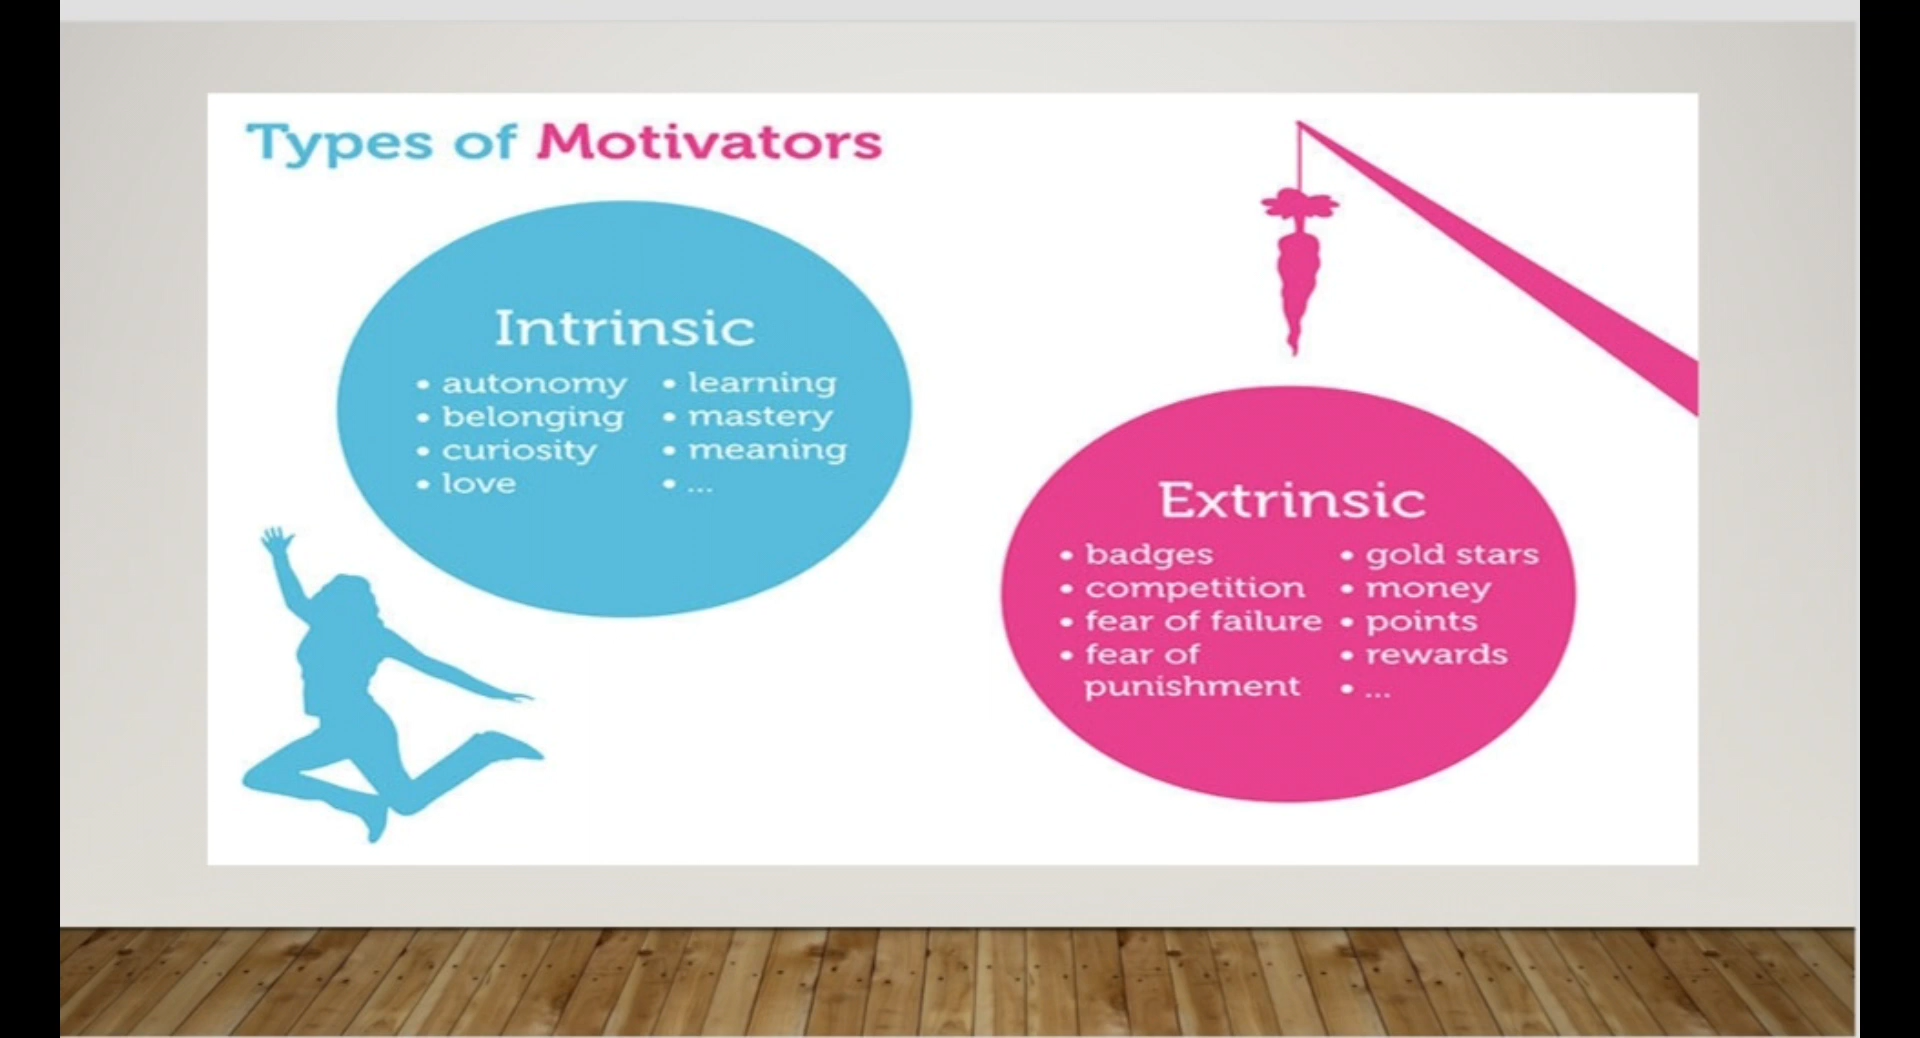 Types of Motivators
Intrinsic
• autonomy
• belonging
• curiosity
• love
• learning
• mastery
• meaning
• ...
Extrinsic
• badges
• competition
• fear of failure
• fear of
punishment
• gold stars
• money
• points
• rewards
• ...